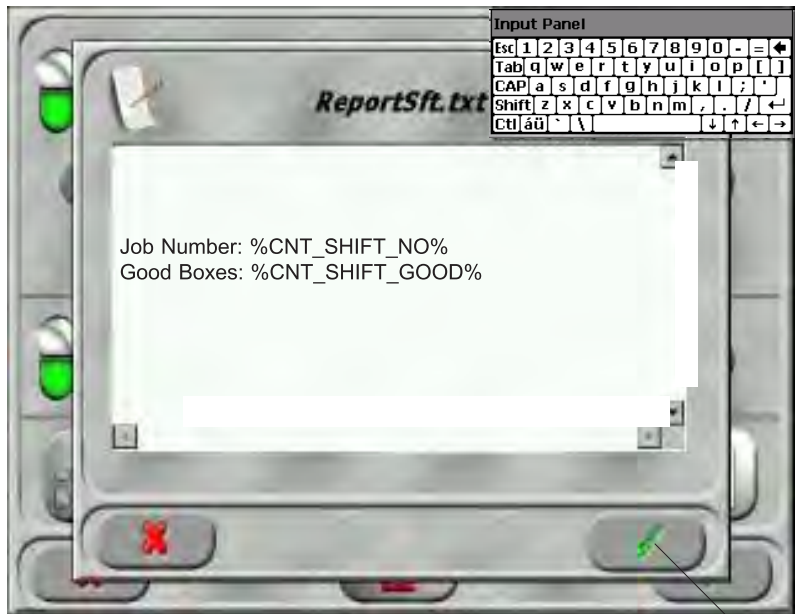 Input Panel
Esc 1 2 3 4 5 6 7 8 9 0 - = 
Tab q w e r t y u i o p [ ]
CAP a s d f g h j k l ; '
Shift z x c v b n m , . / ↵
Ctl áü ` \ ↓ ↑ ← →
ReportSft.txt
Job Number: %CNT_SHIFT_NO%
Good Boxes: %CNT_SHIFT_GOOD%